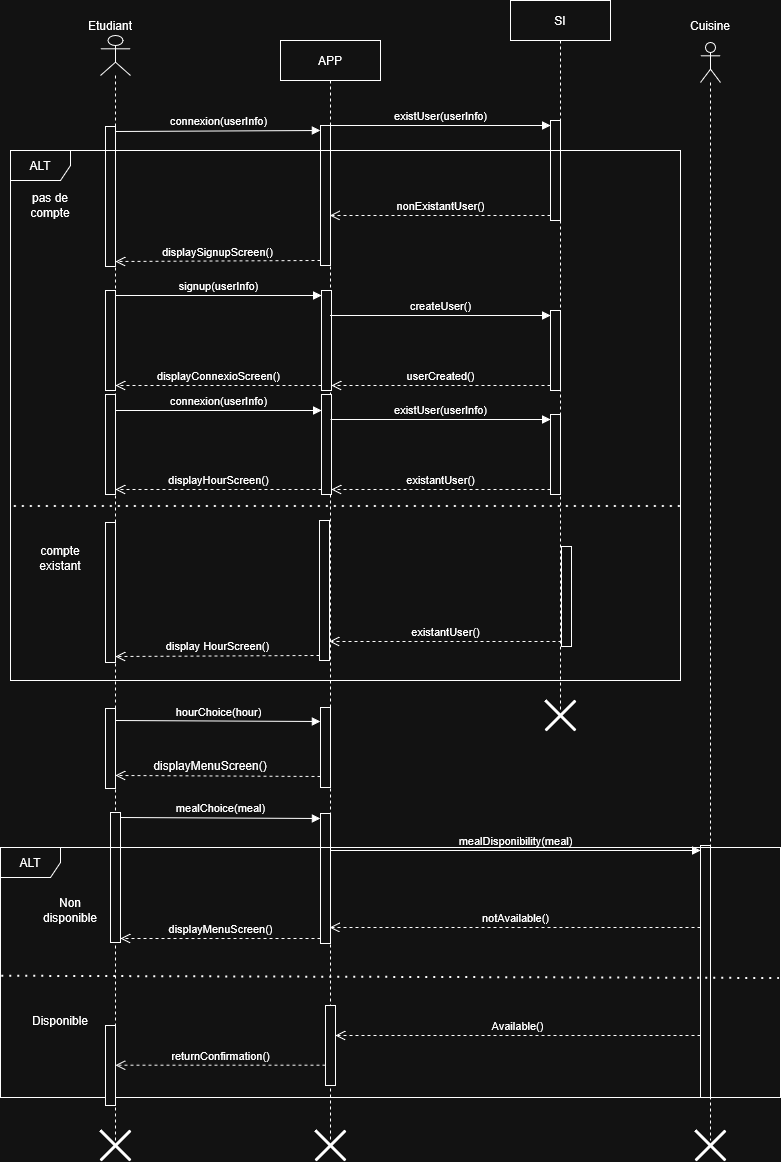 SI
Etudiant
Cuisine
APP
connexion(userInfo)
existUser(userInfo)
ALT
pas de
compte
nonExistantUser()
displaySignupScreen()
signup(userInfo)
createUser()
displayConnexioScreen()
userCreated()
connexion(userInfo)
existUser(userInfo)
displayHourScreen()
existantUser()
compte
existant
existantUser()
display HourScreen()
hourChoice(hour)
displayMenuScreen()
mealChoice(meal)
mealDisponibility(meal)
ALT
Non
disponible
notAvailable()
displayMenuScreen()
Disponible
Available()
returnConfirmation()